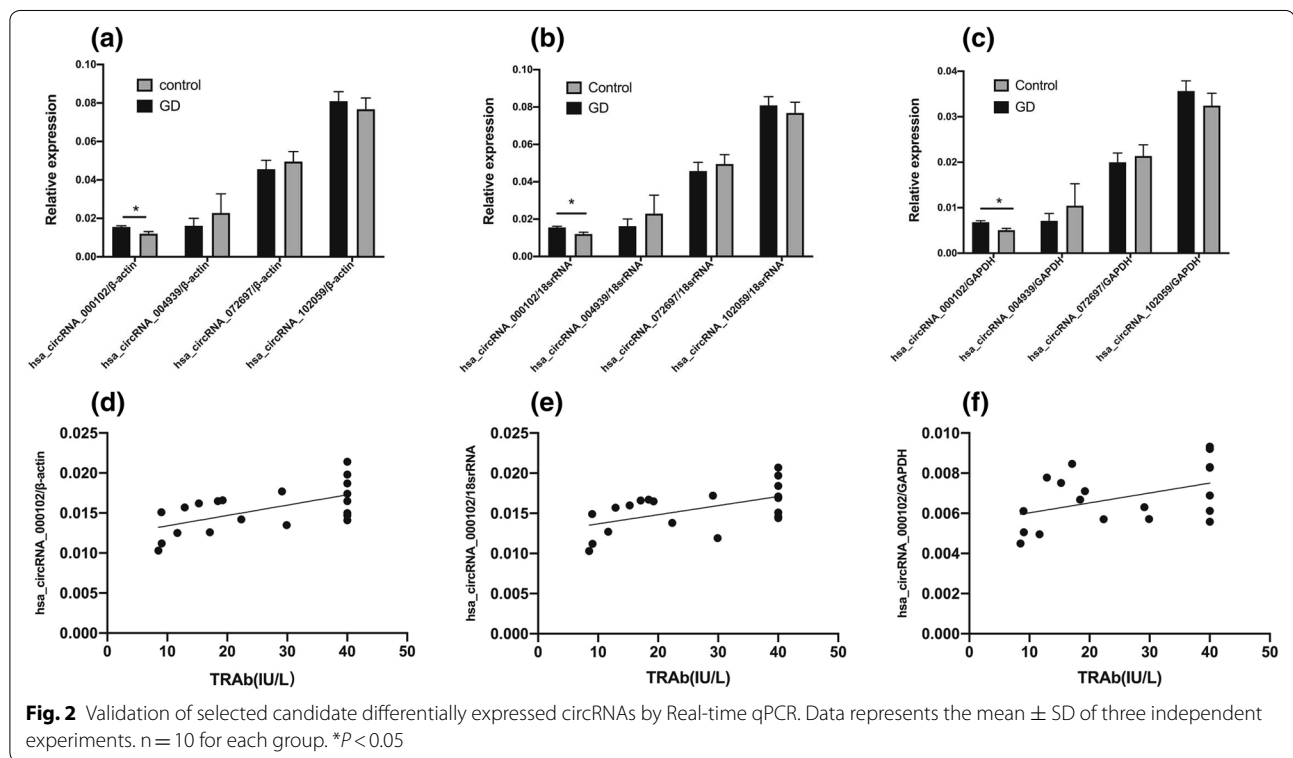 (a)
Relative expression
0.10
0.08
0.06
0.04
0.02
0.00
control
GD
*
hsa_circRNA_000102/β-actin
hsa_circRNA_004939/β-actin
hsa_circRNA_072697/β-actin
hsa_circRNA_102059/β-actin
(b)
Relative expression
0.10
0.08
0.06
0.04
0.02
0.00
Control
GD
*
hsa_circRNA_000102/18srRNA
hsa_circRNA_004939/18srRNA
hsa_circRNA_072697/18srRNA
hsa_circRNA_102059/18srRNA
(c)
Relative expression
0.04
0.03
0.02
0.01
0.00
Control
GD
*
hsa_circRNA_000102/GAPDH
hsa_circRNA_004939/GAPDH
hsa_circRNA_072697/GAPDH
hsa_circRNA_102059/GAPDH
(d)
hsa_circRNA_000102/β-actin
0.025
0.020
0.015
0.010
0.005
0.000
0 10 20 30 40 50
TRAb(IU/L)
(e)
hsa_circRNA_000102/18srRNA
0.025
0.020
0.015
0.010
0.005
0.000
0 10 20 30 40 50
TRAb(IU/L)
(f)
hsa_circRNA_000102/GAPDH
0.010
0.008
0.006
0.004
0.002
0.000
0 10 20 30 40 50
TRAb(IU/L)
Fig. 2 Validation of selected candidate differentially expressed circRNAs by Real-time qPCR. Data represents the mean ± SD of three independent
experiments. n = 10 for each group. *P < 0.05